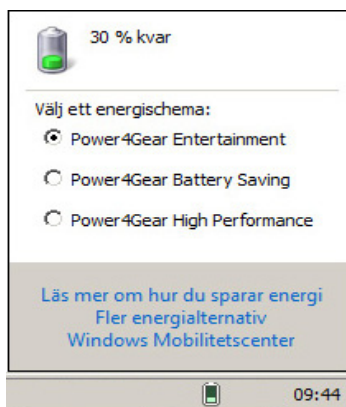 30 % kvar
Välj ett energischema:
Power4Gear Entertainment
Power4Gear Battery Saving
Power4Gear High Performance
Läs mer om hur du sparar energi
Fler energialternativ
Windows Mobilitetscenter
09:44